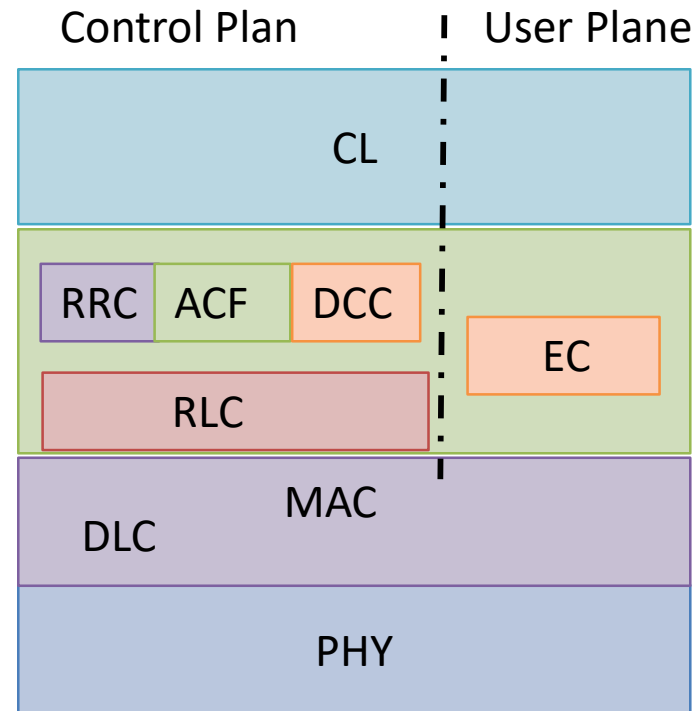 Control Plan
User Plane
CL
RRC
ACF
DCC
EC
RLC
MAC
DLC
PHY